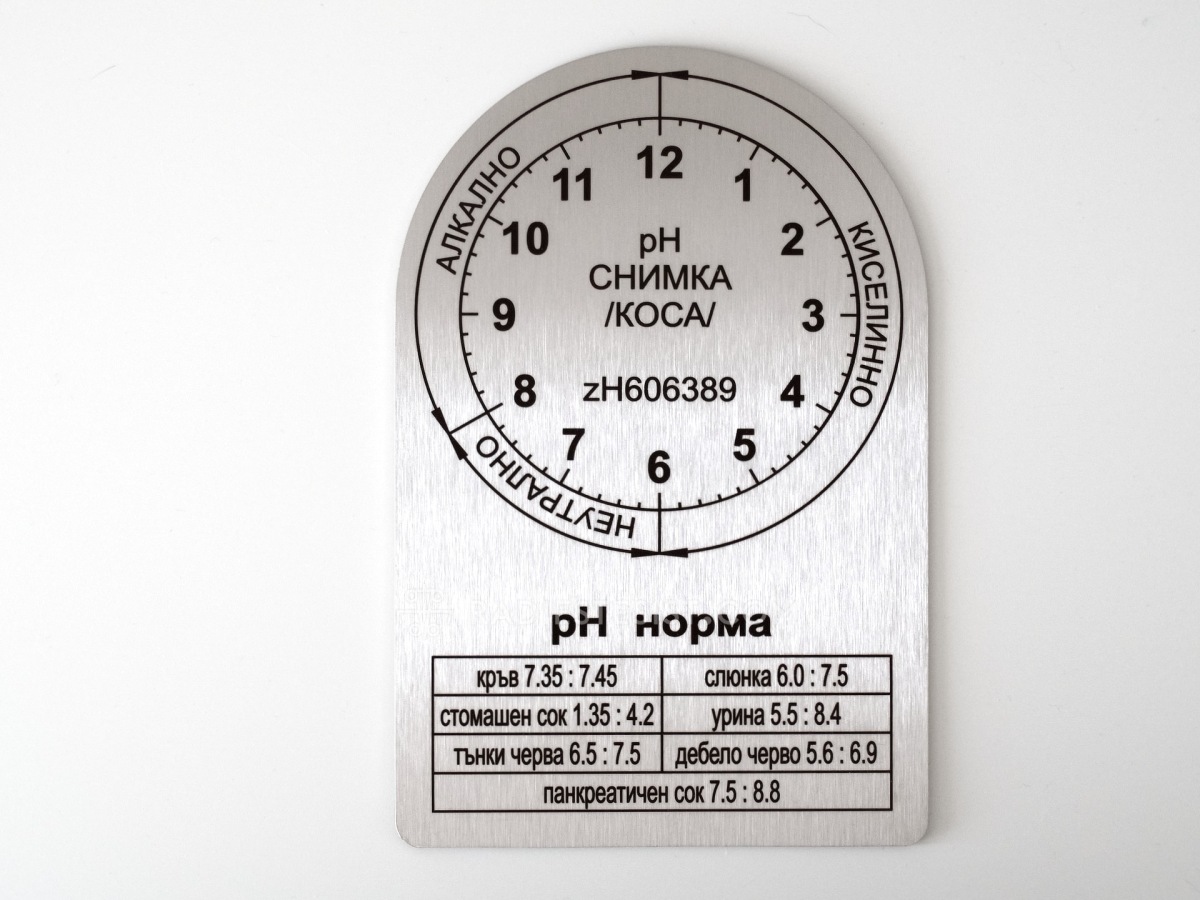 12
11
1
10
2
9
3
8
4
7
5
6
АЛКАЛНО
КИСЕЛИННО
НЕУТРАЛНО
pH
СНИМКА
/КОСА/
zH606389
pH норма
кръв 7.35 : 7.45
слюнка 6.0 : 7.5
стомашен сок 1.35 : 4.2
урина 5.5 : 8.4
тънки черва 6.5 : 7.5
дебело черво 5.6 : 6.9
панкреатичен сок 7.5 : 8.8